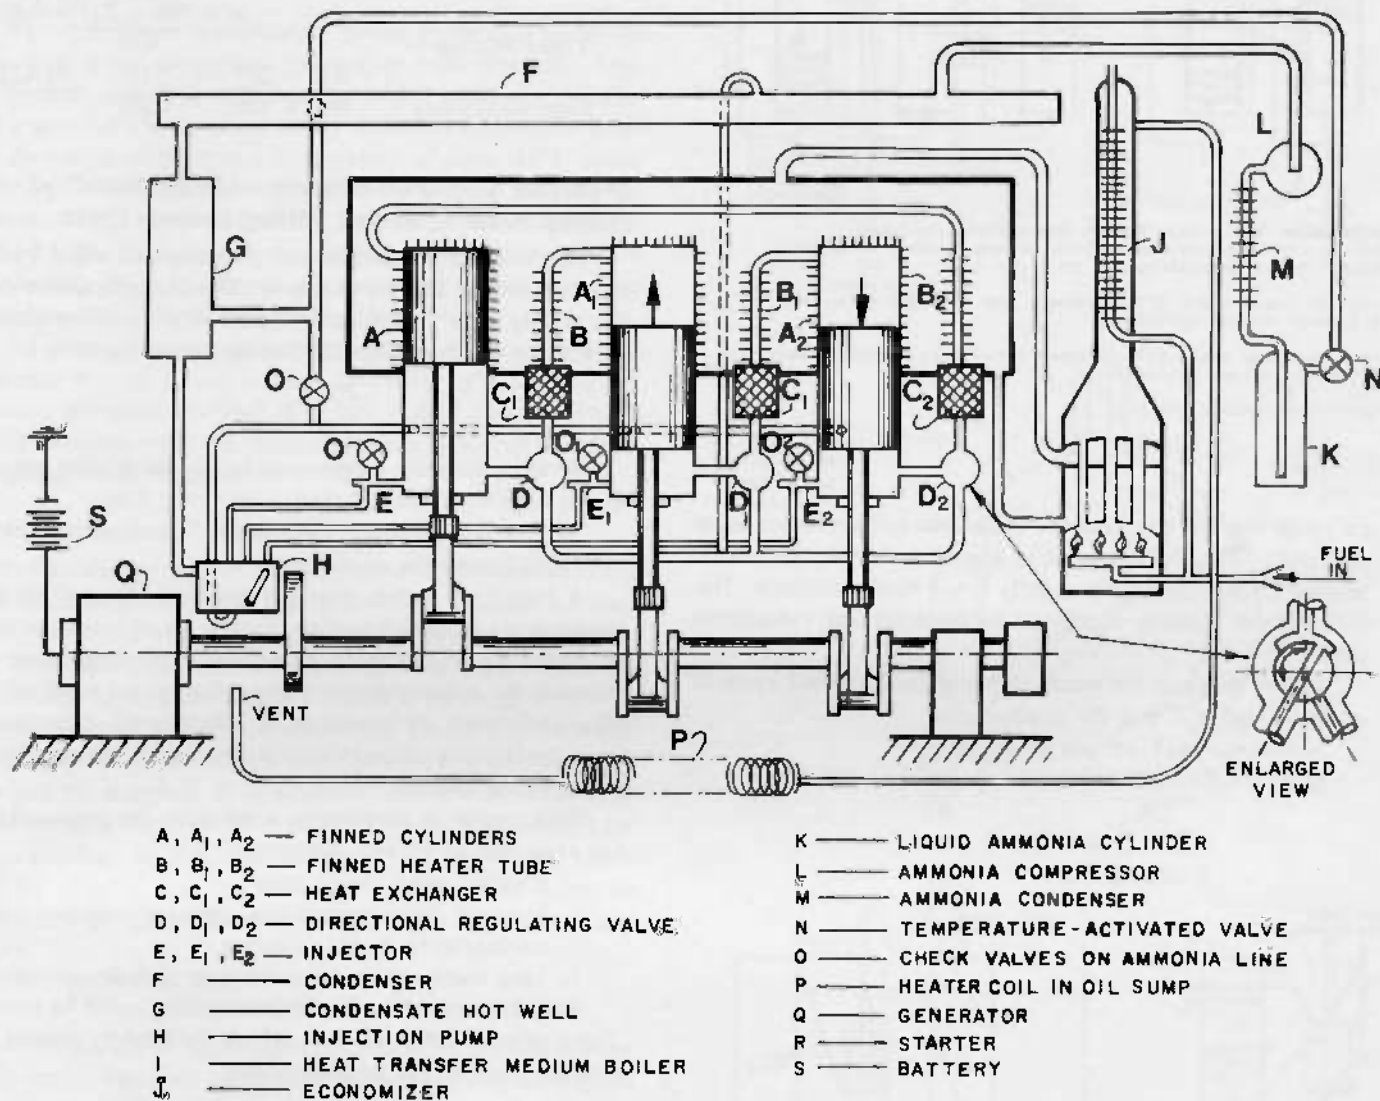 F
L
G
J
M
A₁
B₁
B₂
A
B
A₂
O
N
C₁
C₁
C₂
O
O₁
O₂
K
E
D
E₁
D
E₂
D₂
S
H
Q
FUEL
IN
VENT
P
ENLARGED
VIEW
A, A₁, A₂ — FINNED CYLINDERS
B, B₁, B₂ — FINNED HEATER TUBE
C, C₁, C₂ — HEAT EXCHANGER
D, D₁, D₂ — DIRECTIONAL REGULATING VALVE
E, E₁, E₂ — INJECTOR
F — CONDENSER
G — CONDENSATE HOT WELL
H — INJECTION PUMP
I — HEAT TRANSFER MEDIUM BOILER
J — ECONOMIZER
K — LIQUID AMMONIA CYLINDER
L — AMMONIA COMPRESSOR
M — AMMONIA CONDENSER
N — TEMPERATURE-ACTIVATED VALVE
O — CHECK VALVES ON AMMONIA LINE
P — HEATER COIL IN OIL SUMP
Q — GENERATOR
R — STARTER
S — BATTERY